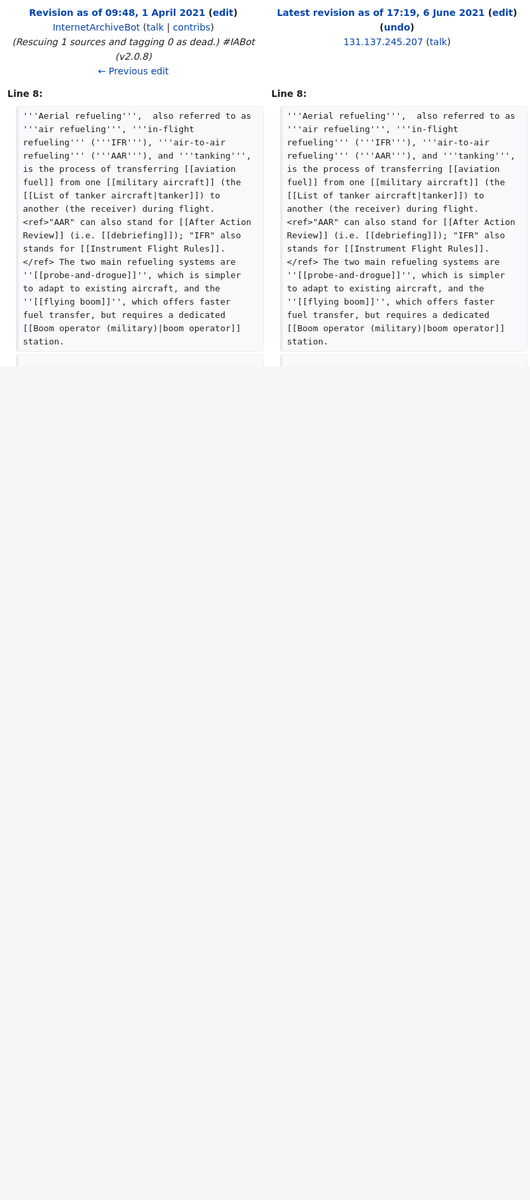 Revision as of 09:48, 1 April 2021 (edit)
InternetArchiveBot (talk | contribs)
(Rescuing 1 sources and tagging 0 as dead.) #IABot
(v2.0.8)
← Previous edit
Latest revision as of 17:19, 6 June 2021 (edit)
(undo)
131.137.245.207 (talk)
Line 8:
'''Aerial refueling''',  also referred to as
'''air refueling''', '''in-flight
refueling''' ('''IFR'''), '''air-to-air
refueling''' ('''AAR'''), and '''tanking''',
is the process of transferring [[aviation
fuel]] from one [[military aircraft]] (the
[[List of tanker aircraft|tanker]]) to
another (the receiver) during flight.
<ref>"AAR" can also stand for [[After Action
Review]] (i.e. [[debriefing]]); "IFR" also
stands for [[Instrument Flight Rules]].
</ref> The two main refueling systems are
''[[probe-and-drogue]]'', which is simpler
to adapt to existing aircraft, and the
''[[flying boom]]'', which offers faster
fuel transfer, but requires a dedicated
[[Boom operator (military)|boom operator]]
station.
Line 8:
'''Aerial refueling''',  also referred to as
'''air refueling''', '''in-flight
refueling''' ('''IFR'''), '''air-to-air
refueling''' ('''AAR'''), and '''tanking''',
is the process of transferring [[aviation
fuel]] from one [[military aircraft]] (the
[[List of tanker aircraft|tanker]]) to
another (the receiver) during flight.
<ref>"AAR" can also stand for [[After Action
Review]] (i.e. [[debriefing]]); "IFR" also
stands for [[Instrument Flight Rules]].
</ref> The two main refueling systems are
''[[probe-and-drogue]]'', which is simpler
to adapt to existing aircraft, and the
''[[flying boom]]'', which offers faster
fuel transfer, but requires a dedicated
[[Boom operator (military)|boom operator]]
station.